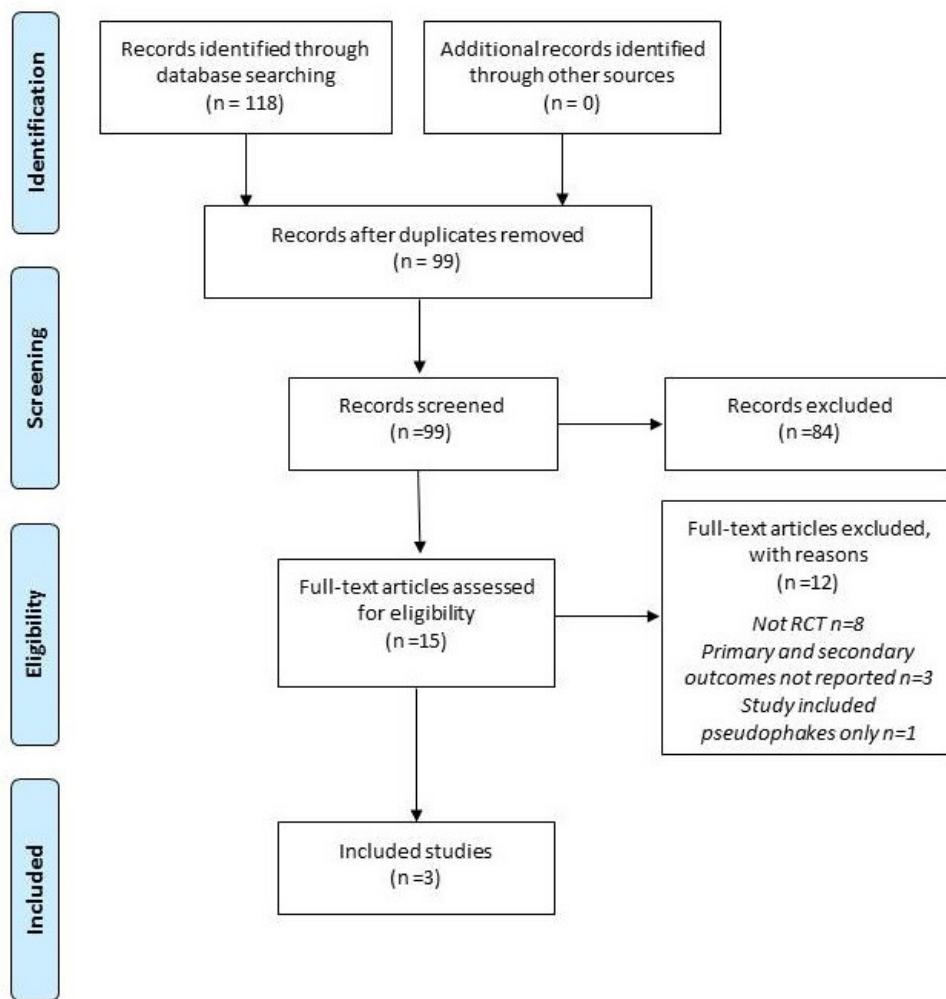 Identification
Records identified through
database searching
(n = 118)
Additional records identified
through other sources
(n = 0)
Records after duplicates removed
(n = 99)
Screening
Records screened
(n =99)
Records excluded
(n =84)
Eligibility
Full-text articles assessed
for eligibility
(n =15)
Full-text articles excluded,
with reasons
(n =12)
Not RCT n=8
Primary and secondary
outcomes not reported n=3
Study included
pseudophakes only n=1
Included
Included studies
(n =3)